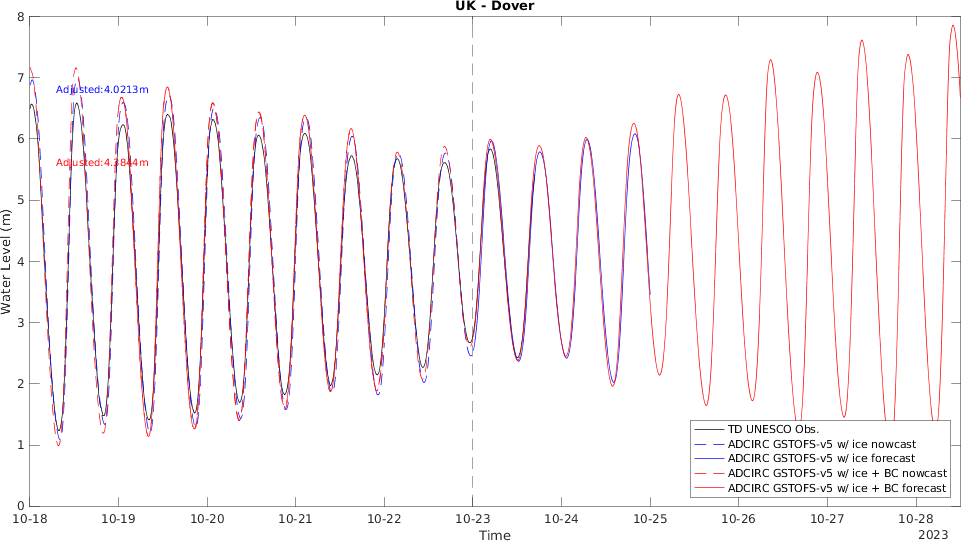 UK - Dover
8
7
6
5
4
3
2
1
0
Water Level (m)
Adjusted:4.0213m
Adjusted:4.3844m
TD UNESCO Obs.
ADCIRC GSTOFS-v5 w/ ice nowcast
ADCIRC GSTOFS-v5 w/ ice forecast
ADCIRC GSTOFS-v5 w/ ice + BC nowcast
ADCIRC GSTOFS-v5 w/ ice + BC forecast
10-18 10-19 10-20 10-21 10-22 10-23 10-24 10-25 10-26 10-27 10-28
Time
2023